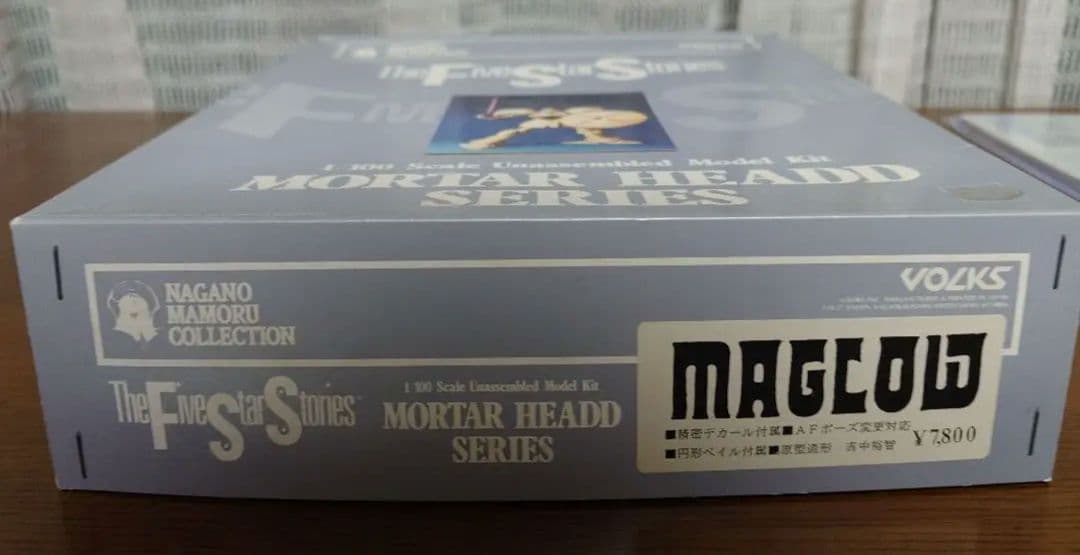 The Five Star Stories
1/100 Scale Unassembled Model Kit
MORTAR HEADD
SERIES
NAGANO
MAMORU
COLLECTION
VOLKS
The Five Star Stories
1/100 Scale Unassembled Model Kit
MORTAR HEADD
SERIES
MAGLOW
■精密デカール付属■AFポーズ変更対応
■円形ベイル付属■原型造形 吉中裕智
¥7,800